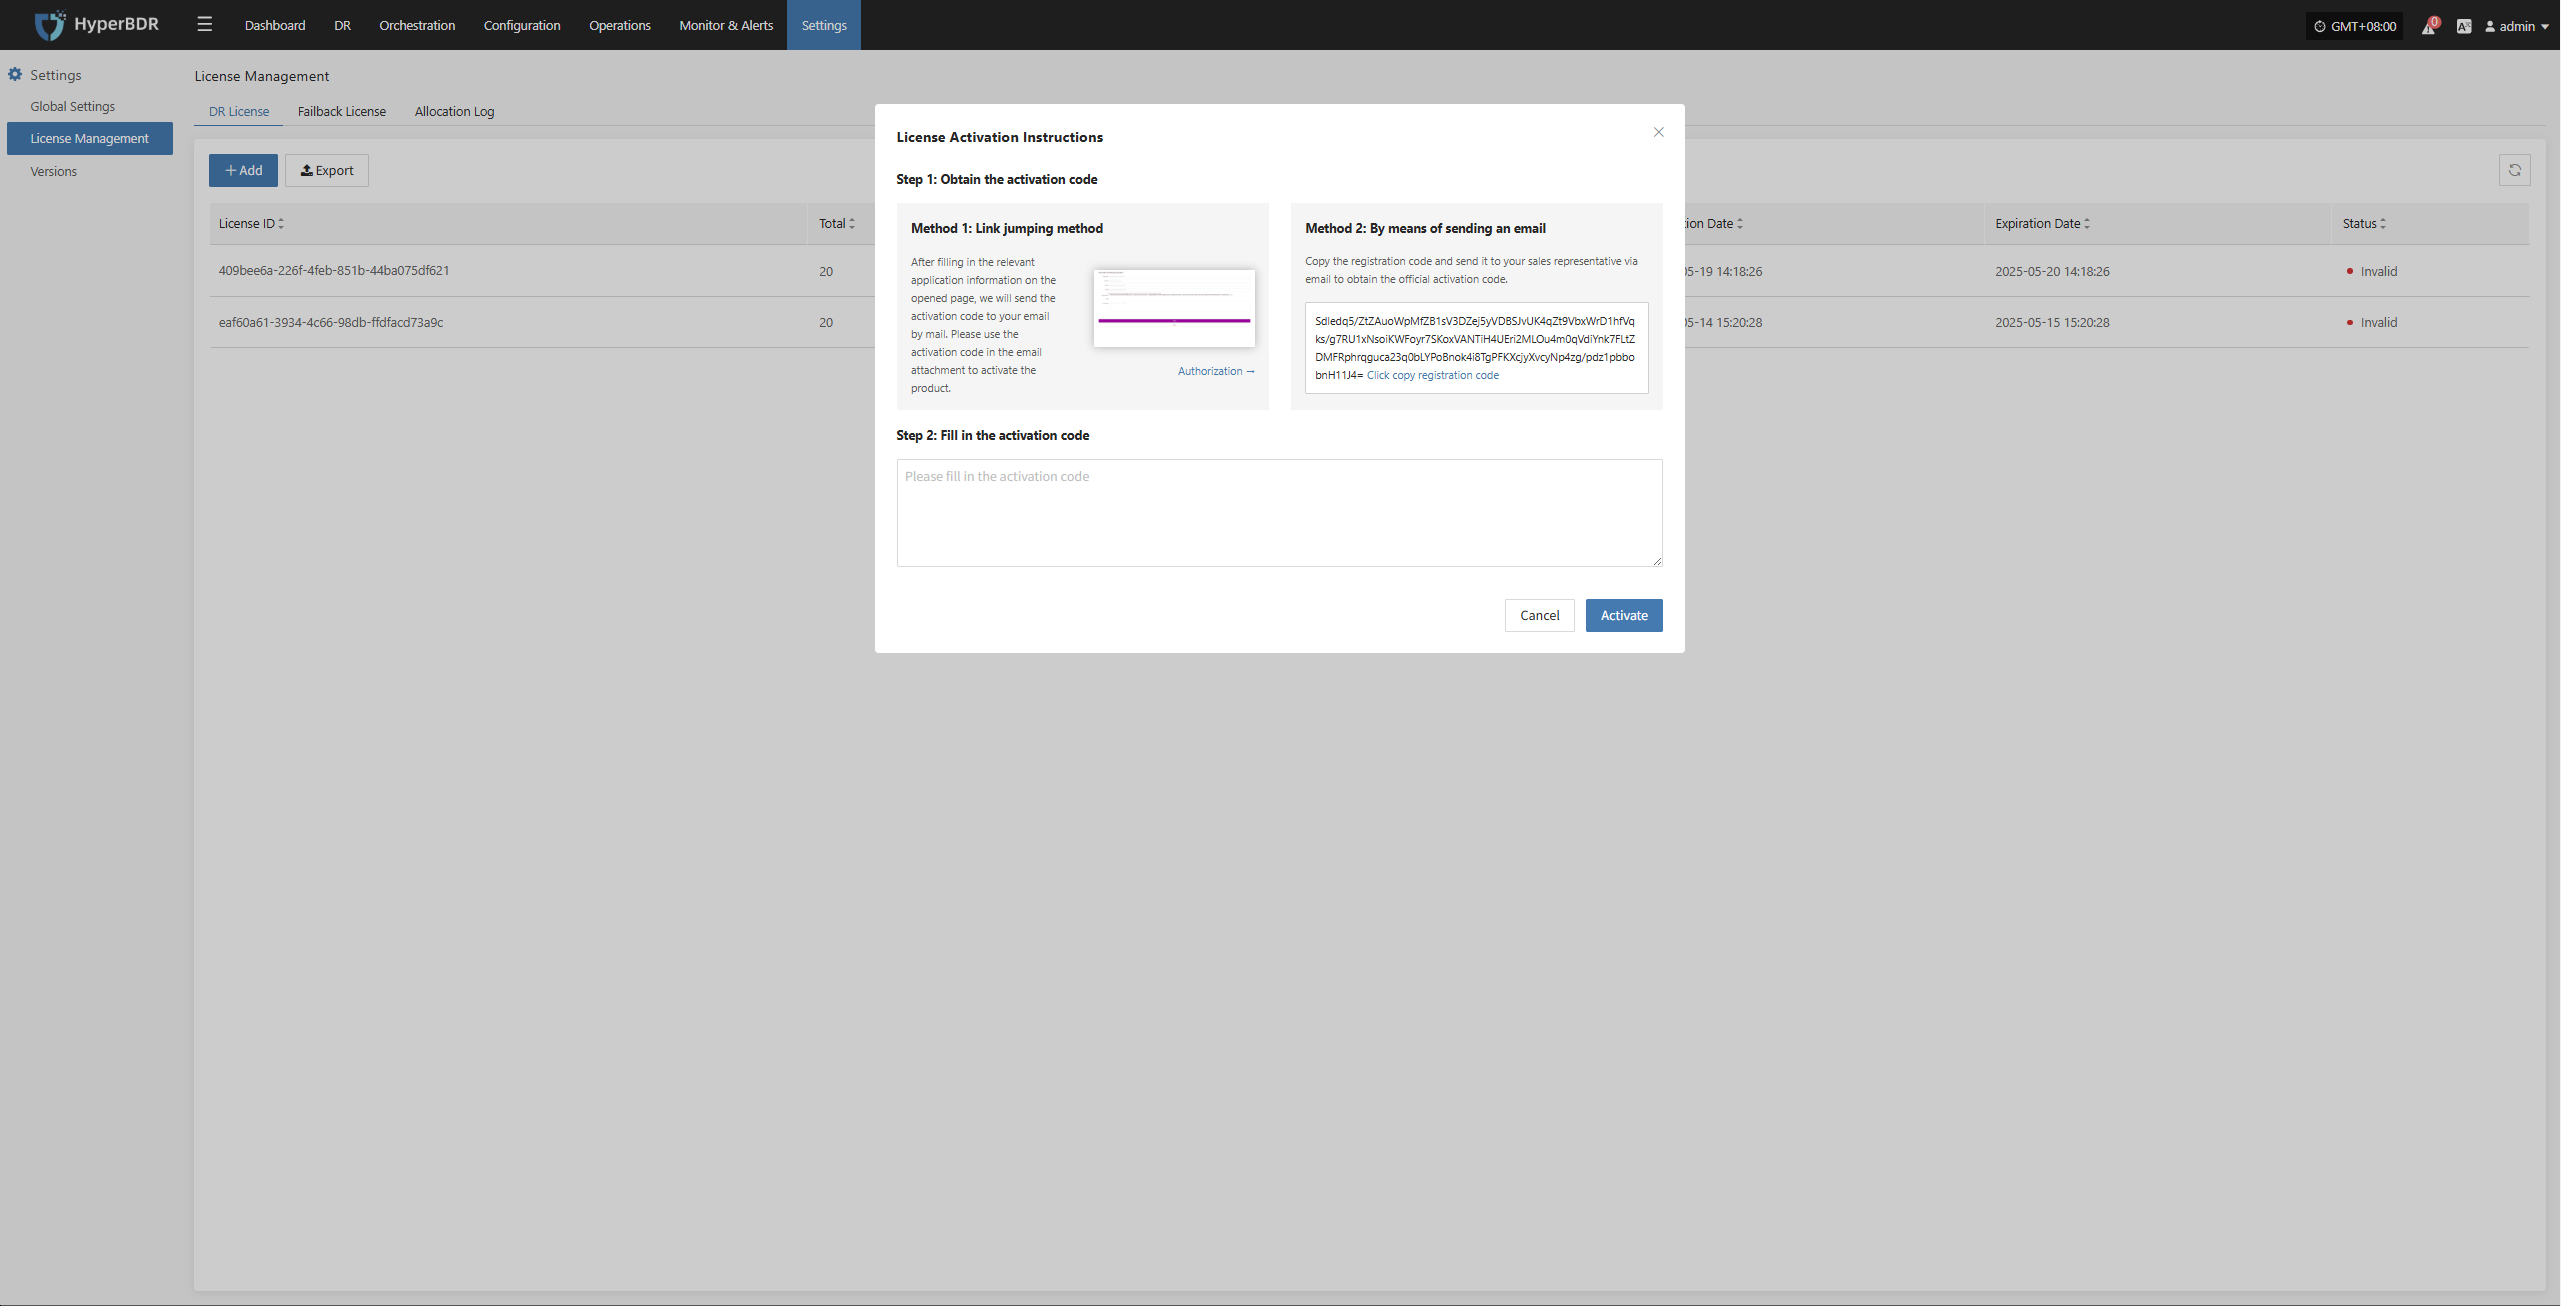 HyperBDR
Dashboard DR Orchestration Configuration Operations Monitor & Alerts Settings
GMT+08:00 0 admin
Settings
Global Settings
License Management
Versions
License Management
DR License Failback License Allocation Log
Add Export
License ID Total ion Date Expiration Date Status
409bee6a-226f-4feb-851b-44ba075df621 20 05-19 14:18:26 2025-05-20 14:18:26 Invalid
eaf60a61-3934-4c66-98db-ffdfacd73a9c 20 05-14 15:20:28 2025-05-15 15:20:28 Invalid
License Activation Instructions
Step 1: Obtain the activation code
Method 1: Link jumping method
After filling in the relevant
application information on the
opened page, we will send the
activation code to your email
by mail. Please use the
activation code in the email
attachment to activate the
product.
Authorization →
Method 2: By means of sending an email
Copy the registration code and send it to your sales representative via
email to obtain the official activation code.
Sdledq5/ZtZAuoWpMfZB1sV3DZej5yVDBSJvUK4qZt9VbxWrD1hfVq
ks/g7RU1xNsoiKWFoyr7SKoxVANTiH4UEri2MLOu4m0qVdiYnk7FLtZ
DMFRphrqguca23q0bLYPoBnok4i8TgPFKXcjyXvcyNp4zg/pdz1pbbo
bnH11J4= Click copy registration code
Step 2: Fill in the activation code
Please fill in the activation code
Cancel Activate